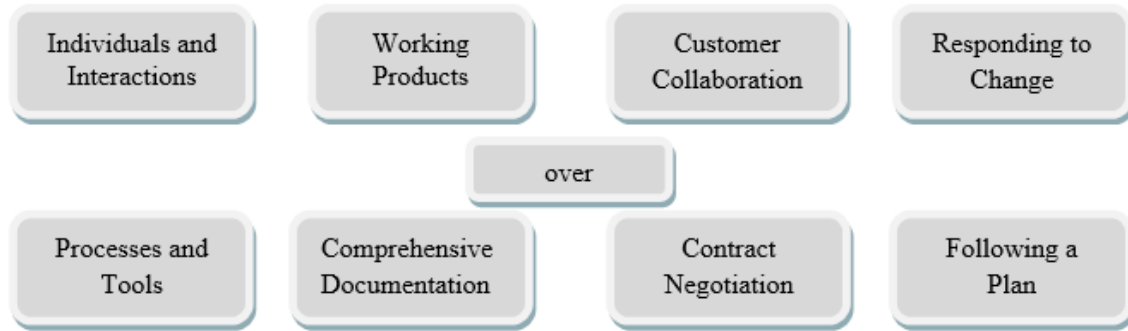 Individuals and
Interactions
Working
Products
Customer
Collaboration
Responding to
Change
over
Processes and
Tools
Comprehensive
Documentation
Contract
Negotiation
Following a
Plan